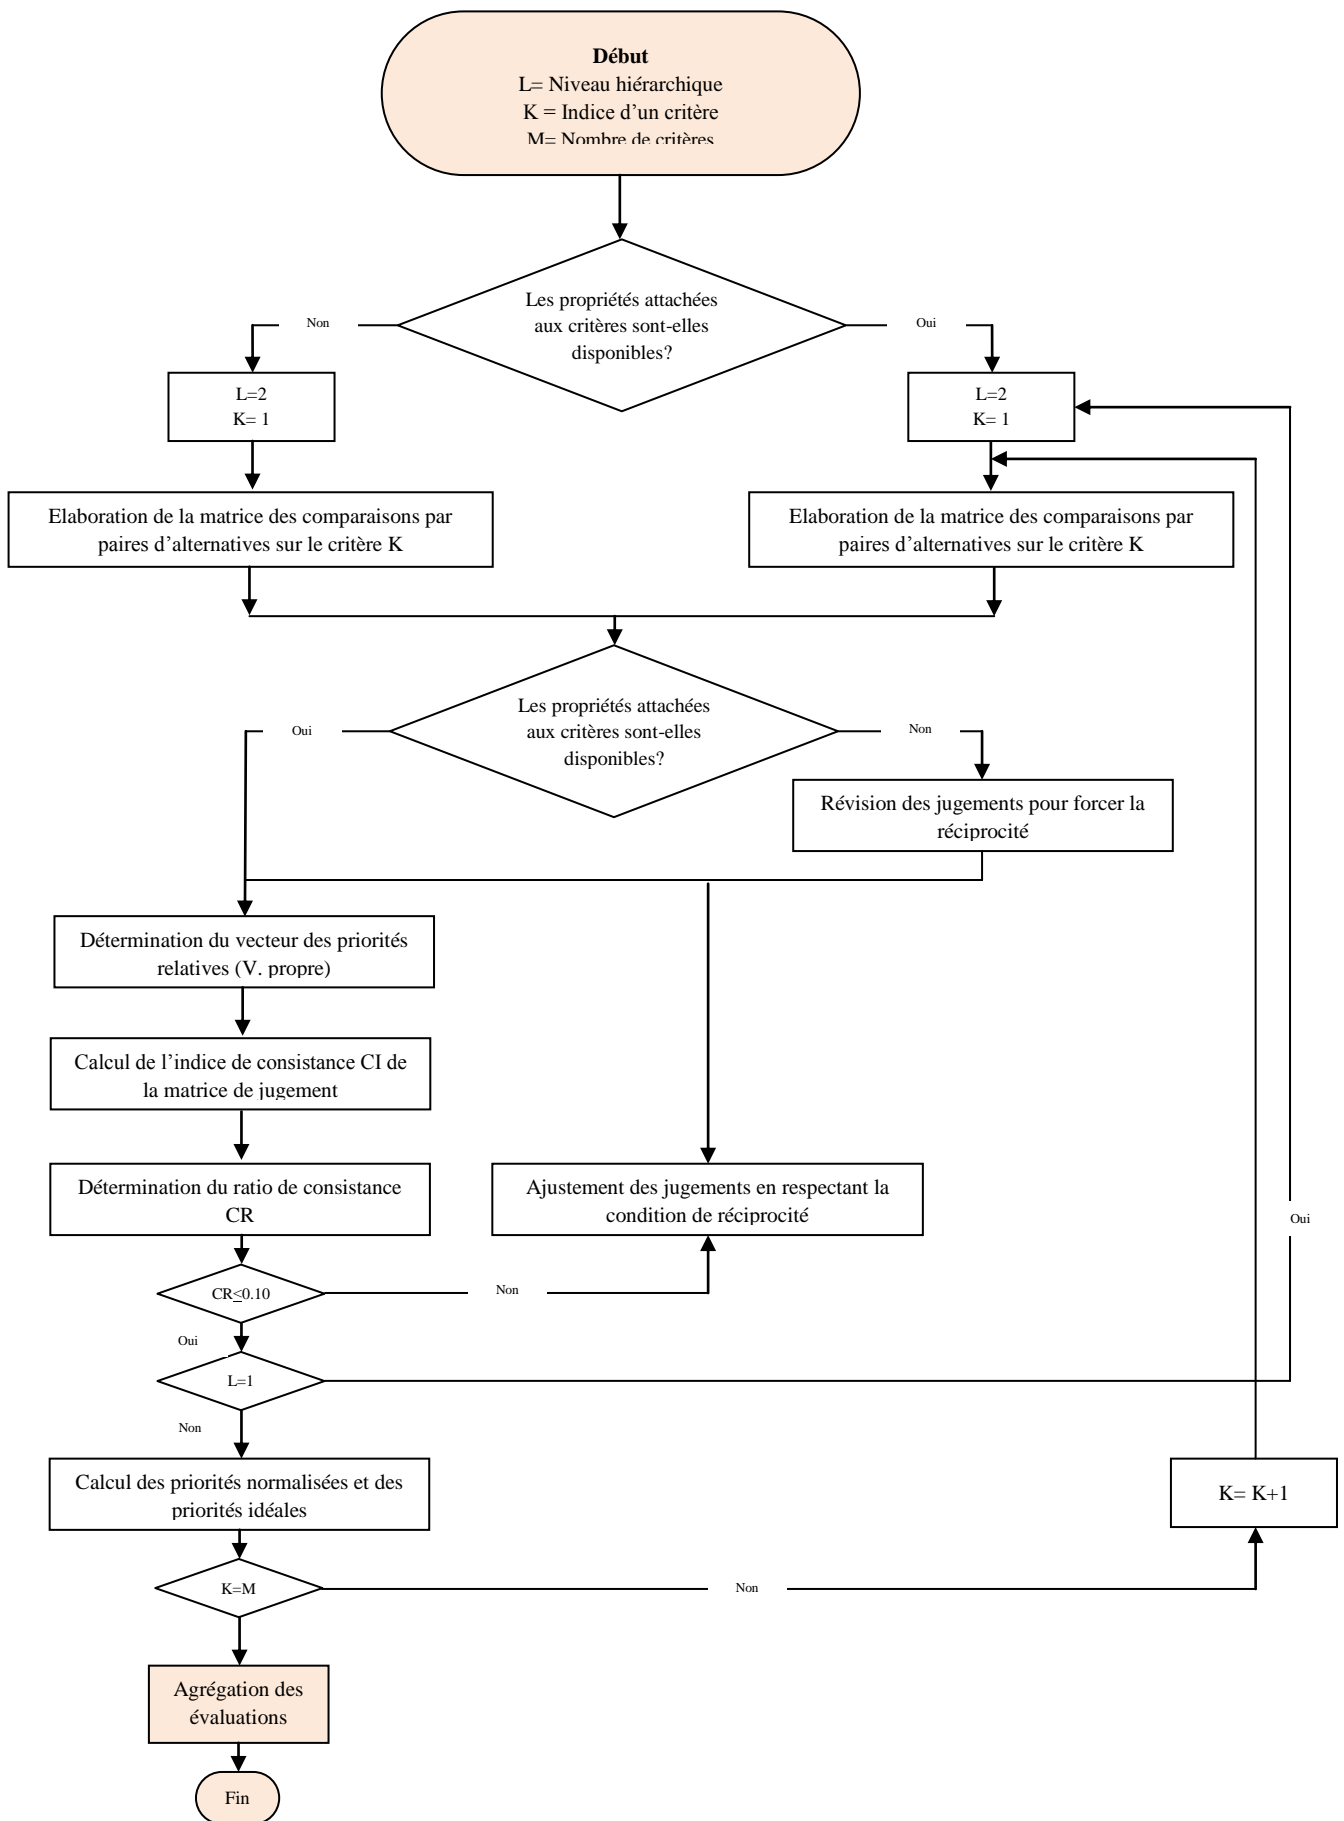 Début
L= Niveau hiérarchique
K = Indice d’un critère
M= Nombre de critères
Les propriétés attachées
aux critères sont-elles
disponibles?
Non
Oui
L=2
K= 1
L=2
K= 1
Elaboration de la matrice des comparaisons par
paires d’alternatives sur le critère K
Elaboration de la matrice des comparaisons par
paires d’alternatives sur le critère K
Les propriétés attachées
aux critères sont-elles
disponibles?
Oui
Non
Révision des jugements pour forcer la
réciprocité
Détermination du vecteur des priorités
relatives (V. propre)
Calcul de l’indice de consistance CI de
la matrice de jugement
Détermination du ratio de consistance
CR
Ajustement des jugements en respectant la
condition de réciprocité
Oui
CR≤0.10
Non
Oui
L=1
Non
Calcul des priorités normalisées et des
priorités idéales
K= K+1
K=M
Non
Agrégation des
évaluations
Fin